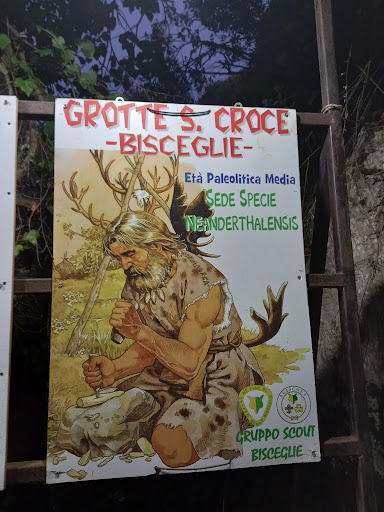 GROTTE S. CROCE
-BISCEGLIE-
Età Paleolitica Media
SEDE SPECIE
NEANDERTHALENSIS
GRUPPO SCOUT
BISCEGLIE